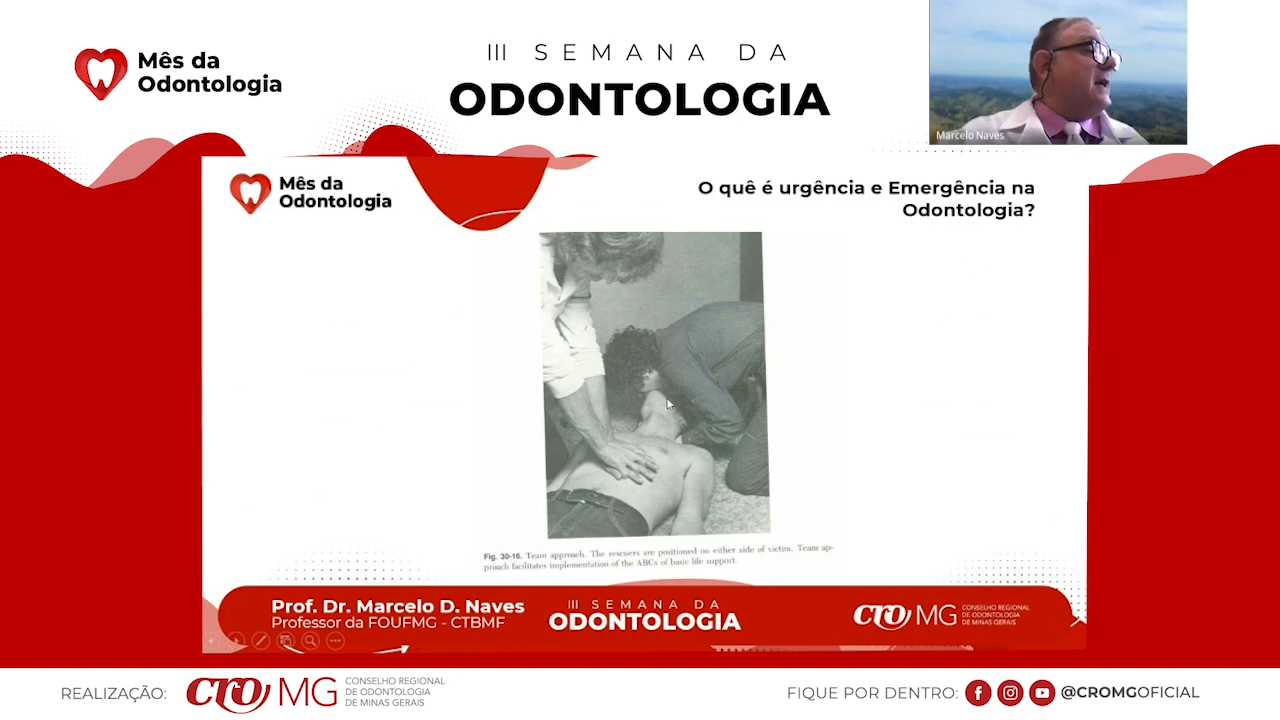 Mês da
Odontologia
III SEMANA DA
ODONTOLOGIA
Marcelo Naves
Mês da
Odontologia
O quê é urgência e Emergência na
Odontologia?
Fig. 30-16. Team approach. The rescuers are positioned on either side of victim. Team ap-
proach facilitates implementation of the ABCs of basic life support.
Prof. Dr. Marcelo D. Naves
Professor da FOUFMG - CTBMF
III SEMANA DA
ODONTOLOGIA
cro MG
CONSELHO REGIONAL
DE ODONTOLOGIA
DE MINAS GERAIS
REALIZAÇÃO:
cro MG
CONSELHO REGIONAL
DE ODONTOLOGIA
DE MINAS GERAIS
FIQUE POR DENTRO:
@CROMGOFICIAL